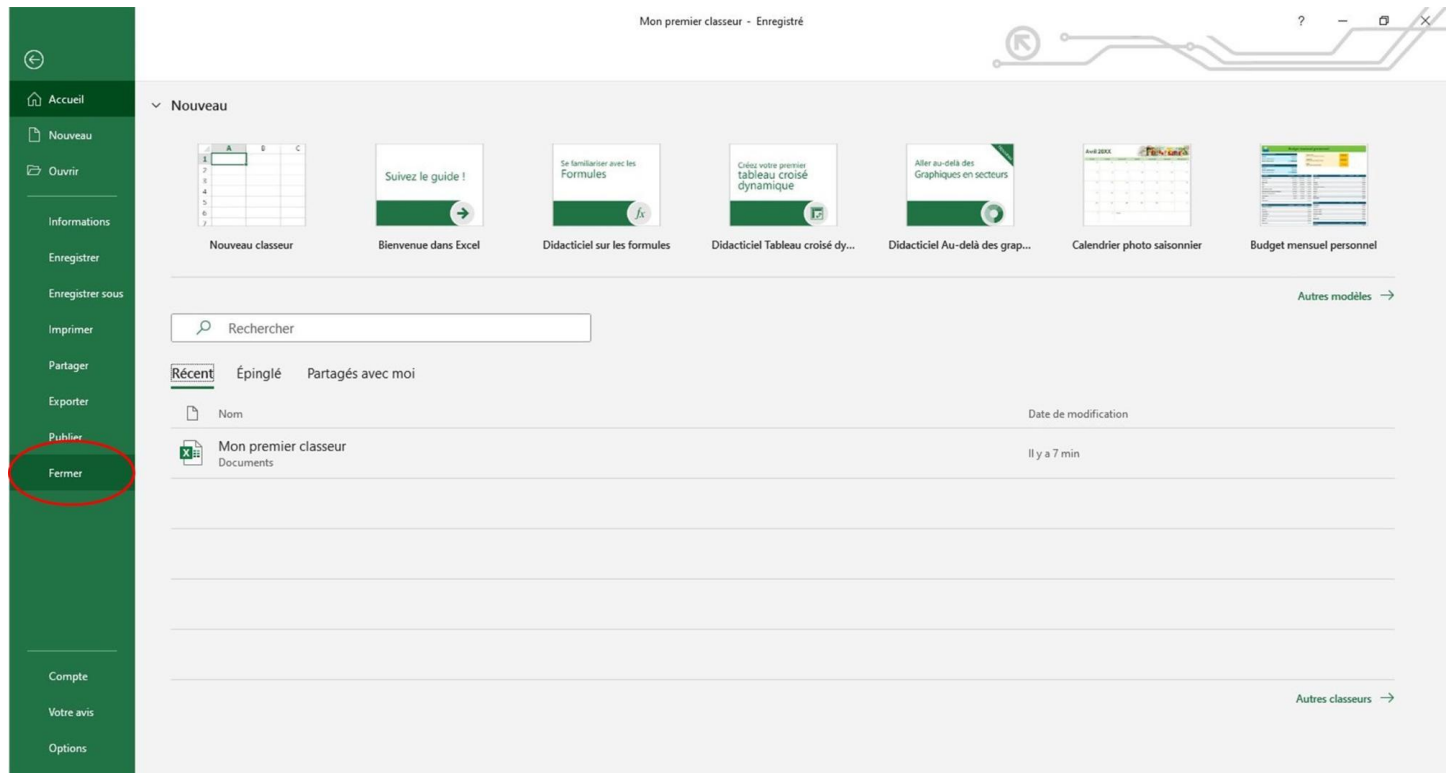 Mon premier classeur - Enregistré
?
Accueil
Nouveau
Ouvrir
Informations
Enregistrer
Enregistrer sous
Imprimer
Partager
Exporter
Publier
Fermer
Compte
Votre avis
Options
Nouveau
A B C
1
2
3
4
5
6
7
Nouveau classeur
Suivez le guide !
Bienvenue dans Excel
Se familiariser avec les
Formules
fx
Didacticiel sur les formules
Créez votre premier
tableau croisé
dynamique
Didacticiel Tableau croisé dy...
Aller au-delà des
Graphiques en secteurs
Didacticiel Au-delà des grap...
Avril 20XX
Calendrier photo saisonnier
Budget mensuel personnel
Autres modèles
Rechercher
Récent Épinglé Partagés avec moi
Nom Date de modification
Mon premier classeur
Documents
Il y a 7 min
Autres classeurs